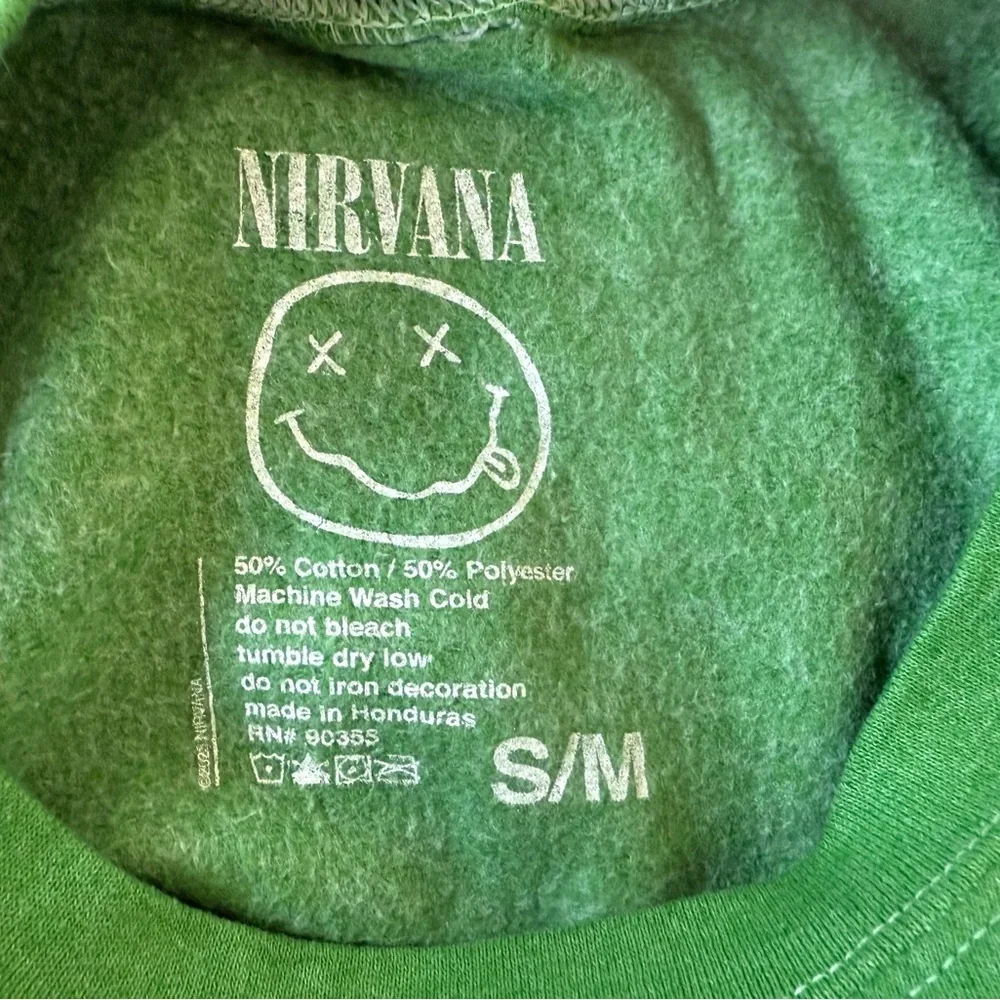 NIRVANA
50% Cotton / 50% Polyester
Machine Wash Cold
do not bleach
tumble dry low
do not iron decoration
made in Honduras
RN# 90355
S/M
NIRVANA